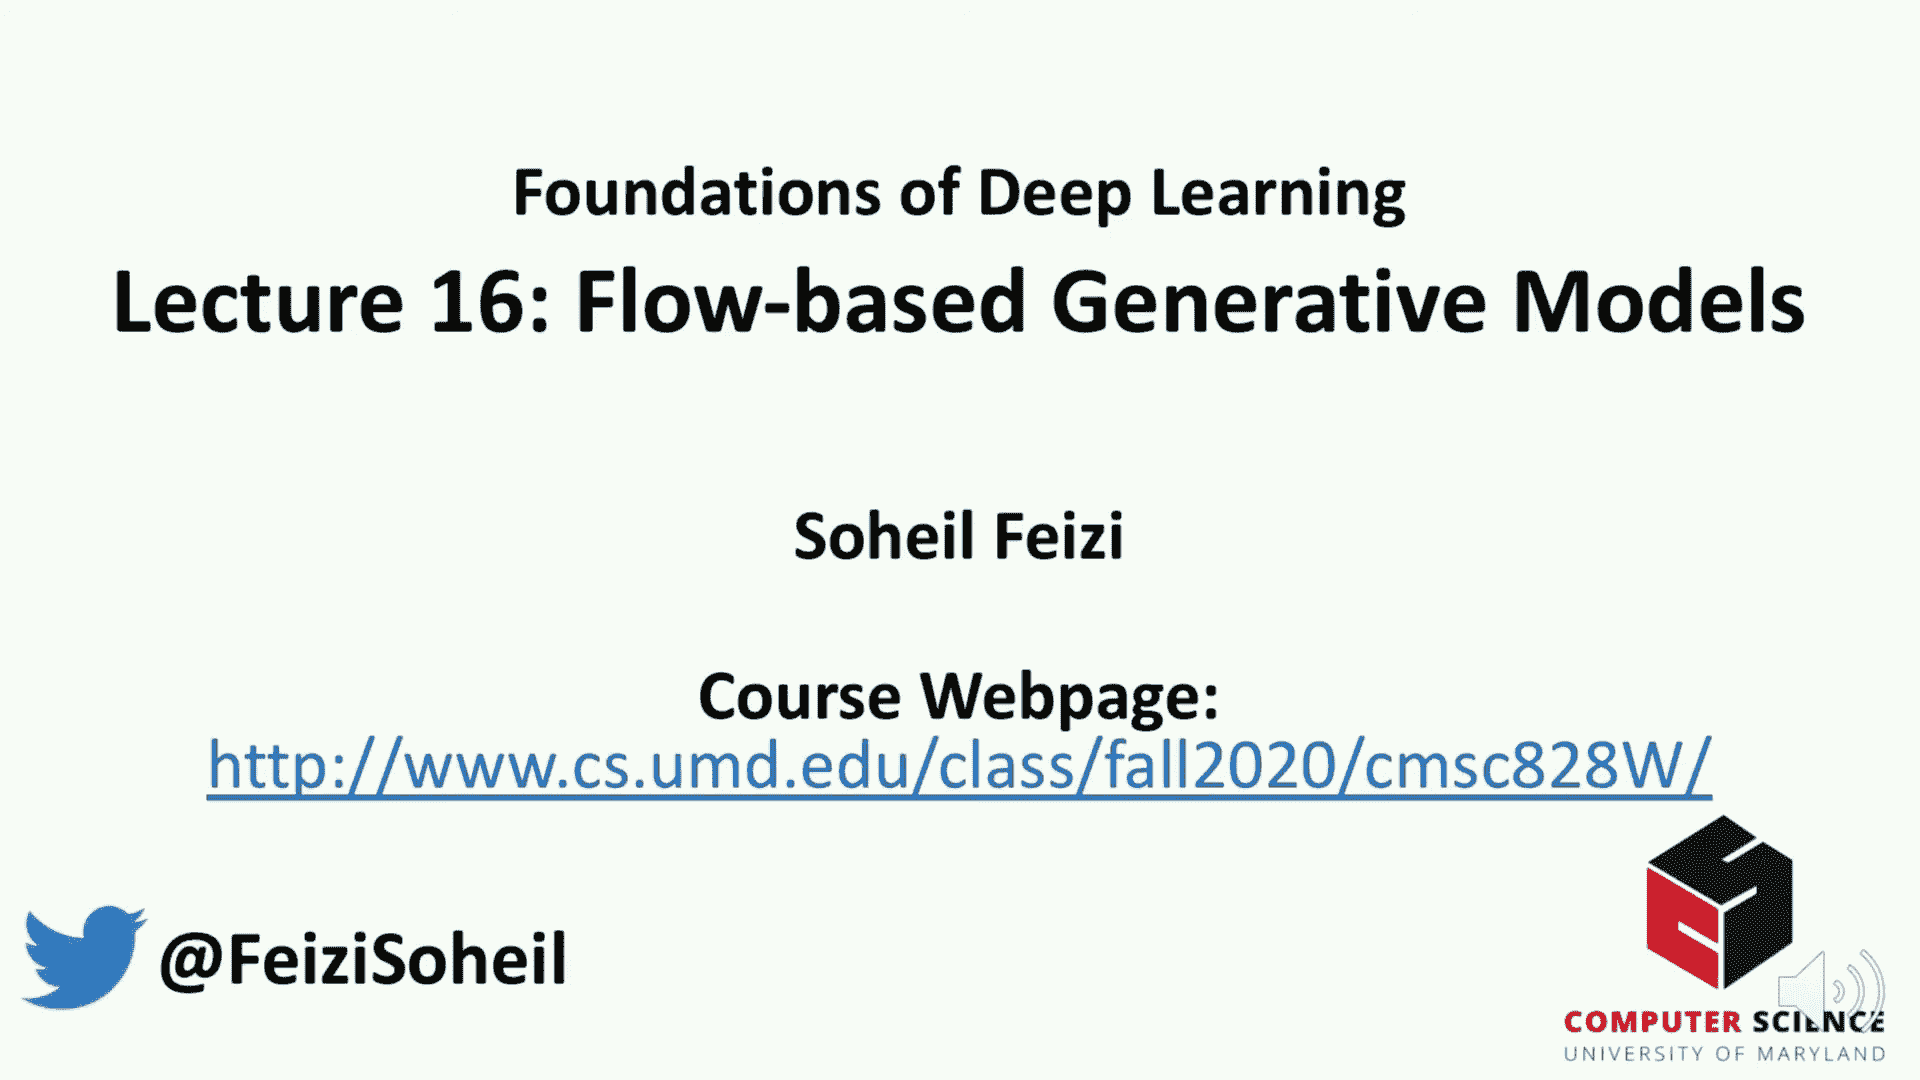 Foundations of Deep Learning
Lecture 16: Flow-based Generative Models
Soheil Feizi
Course Webpage:
http://www.cs.umd.edu/class/fall2020/cmsc828W/
@FeiziSoheil
COMPUTER SCIENCE
UNIVERSITY OF MARYLAND